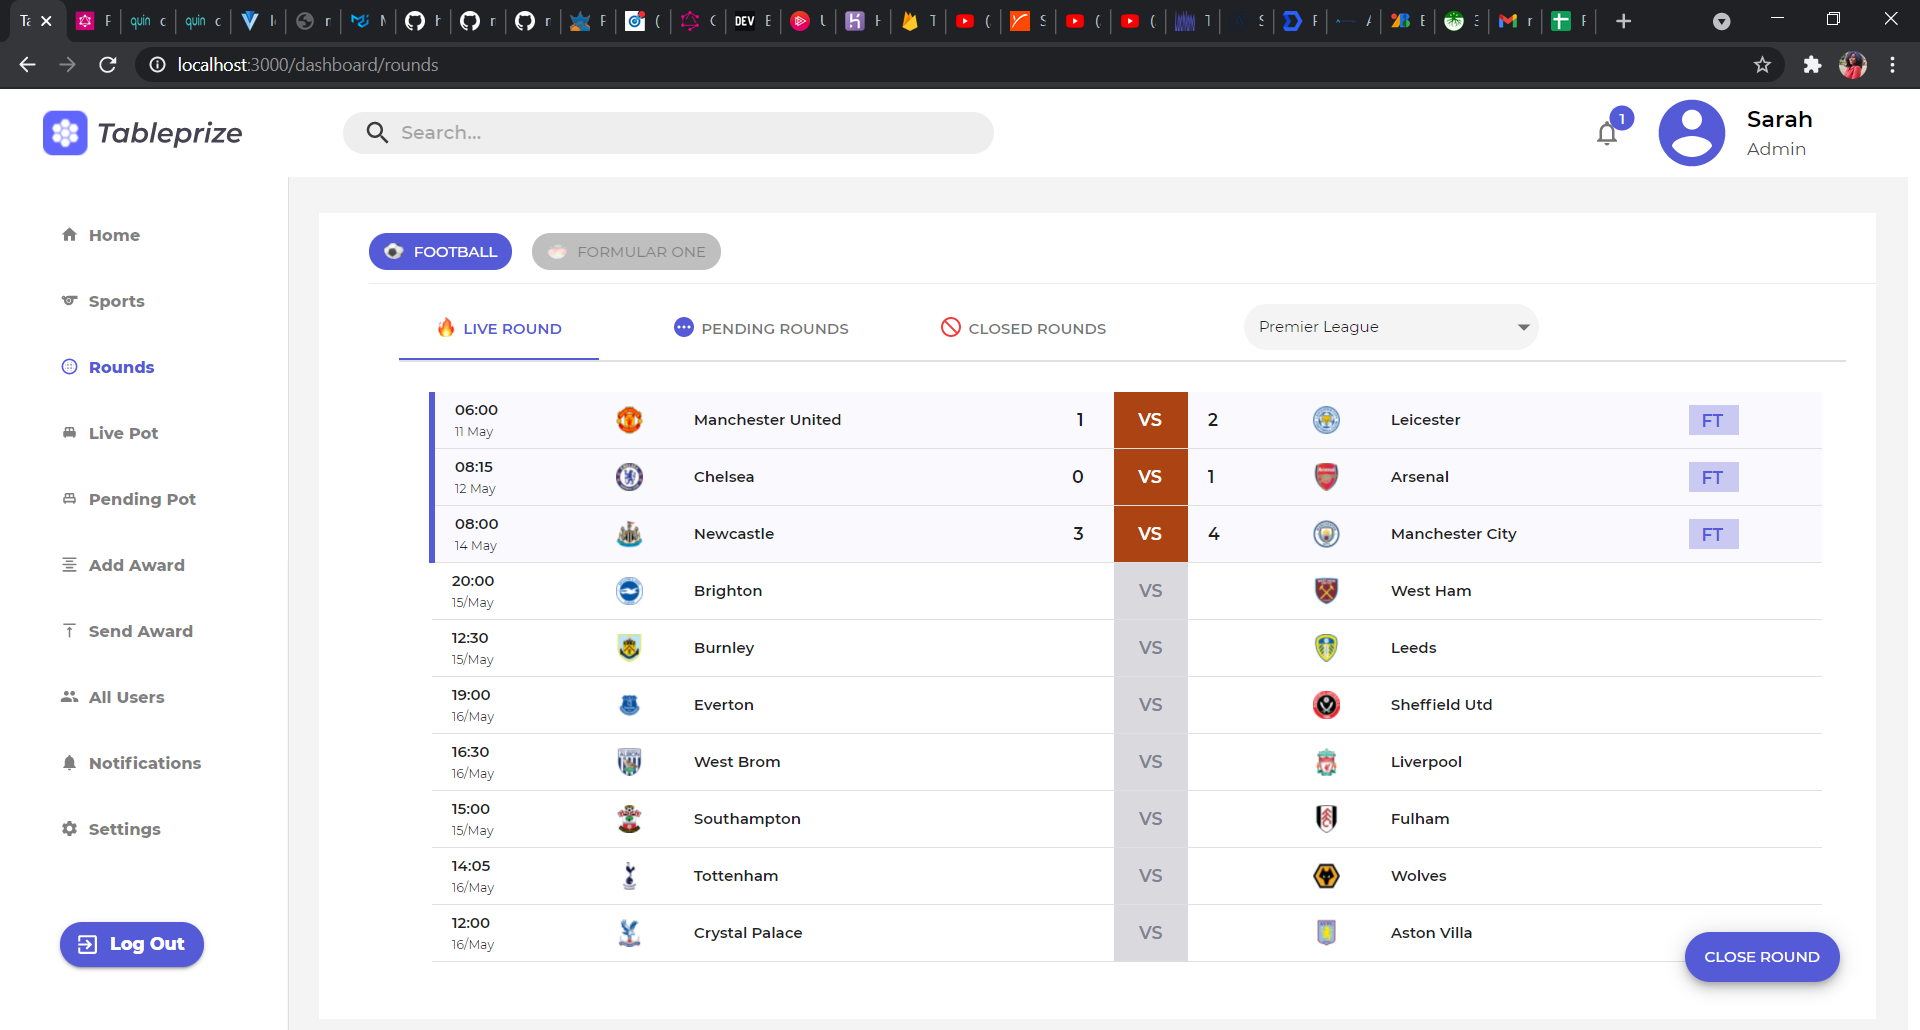 Ta
quin
quin
DEV
localhost:3000/dashboard/rounds
Tableprize
Search...
1
Sarah
Admin
Home
Sports
Rounds
Live Pot
Pending Pot
Add Award
Send Award
All Users
Notifications
Settings
Log Out
FOOTBALL
FORMULAR ONE
LIVE ROUND
PENDING ROUNDS
CLOSED ROUNDS
Premier League
06:00
11 May
Manchester United 1 VS 2 Leicester FT
08:15
12 May
Chelsea 0 VS 1 Arsenal FT
08:00
14 May
Newcastle 3 VS 4 Manchester City FT
20:00
15/May
Brighton VS West Ham
12:30
15/May
Burnley VS Leeds
19:00
16/May
Everton VS Sheffield Utd
16:30
16/May
West Brom VS Liverpool
15:00
15/May
Southampton VS Fulham
14:05
16/May
Tottenham VS Wolves
12:00
16/May
Crystal Palace VS Aston Villa
CLOSE ROUND